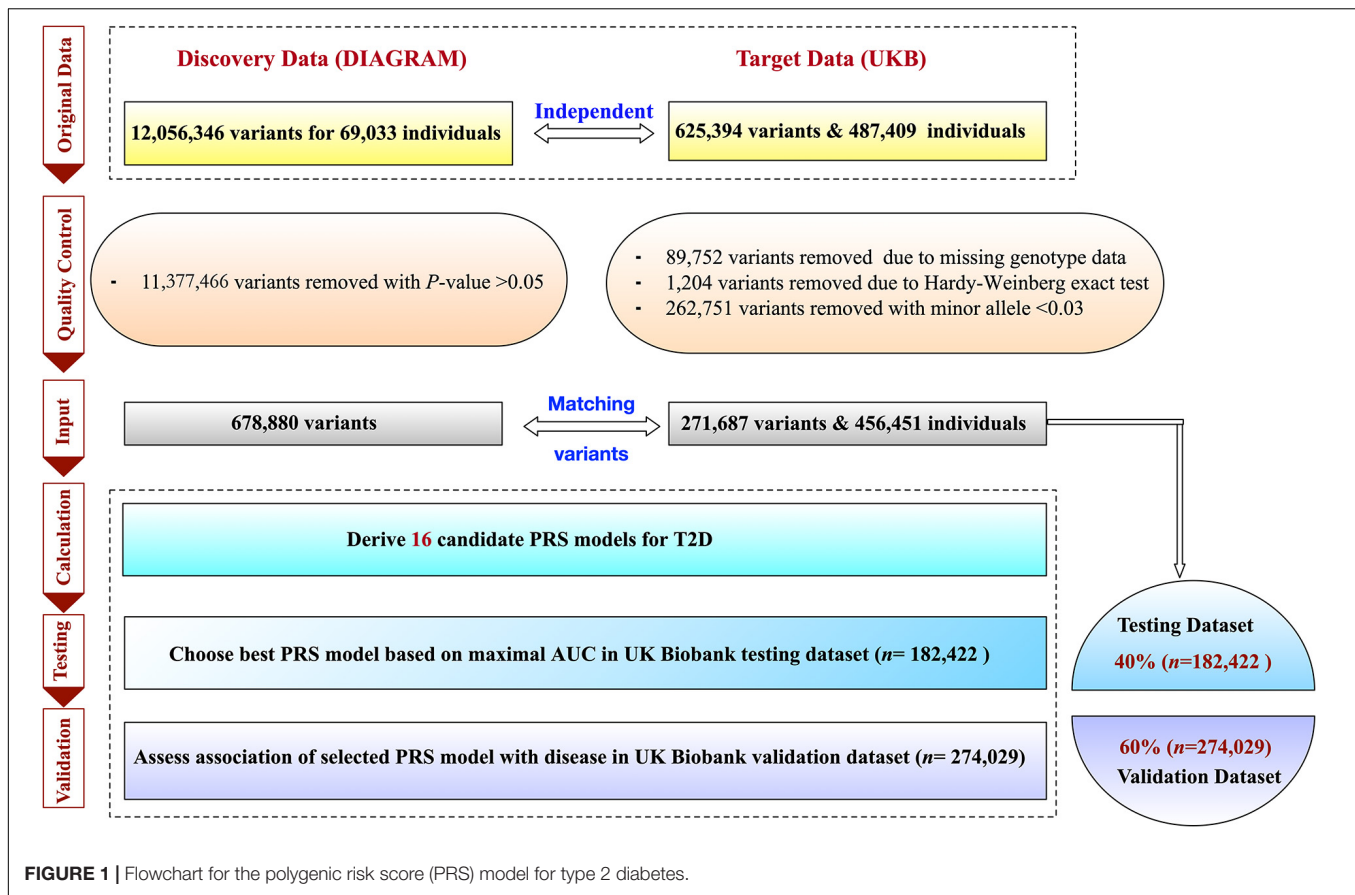 Original Data
Discovery Data (DIAGRAM)
Target Data (UKB)
12,056,346 variants for 69,033 individuals
Independent
625,394 variants & 487,409 individuals
Quality Control
- 11,377,466 variants removed with P-value >0.05
- 89,752 variants removed due to missing genotype data
- 1,204 variants removed due to Hardy-Weinberg exact test
- 262,751 variants removed with minor allele <0.03
Input
678,880 variants
Matching
variants
271,687 variants & 456,451 individuals
Calculation
Derive 16 candidate PRS models for T2D
Testing
Choose best PRS model based on maximal AUC in UK Biobank testing dataset (n= 182,422 )
Testing Dataset
40% (n=182,422 )
Validation
Assess association of selected PRS model with disease in UK Biobank validation dataset (n= 274,029)
60% (n=274,029)
Validation Dataset
FIGURE 1 | Flowchart for the polygenic risk score (PRS) model for type 2 diabetes.